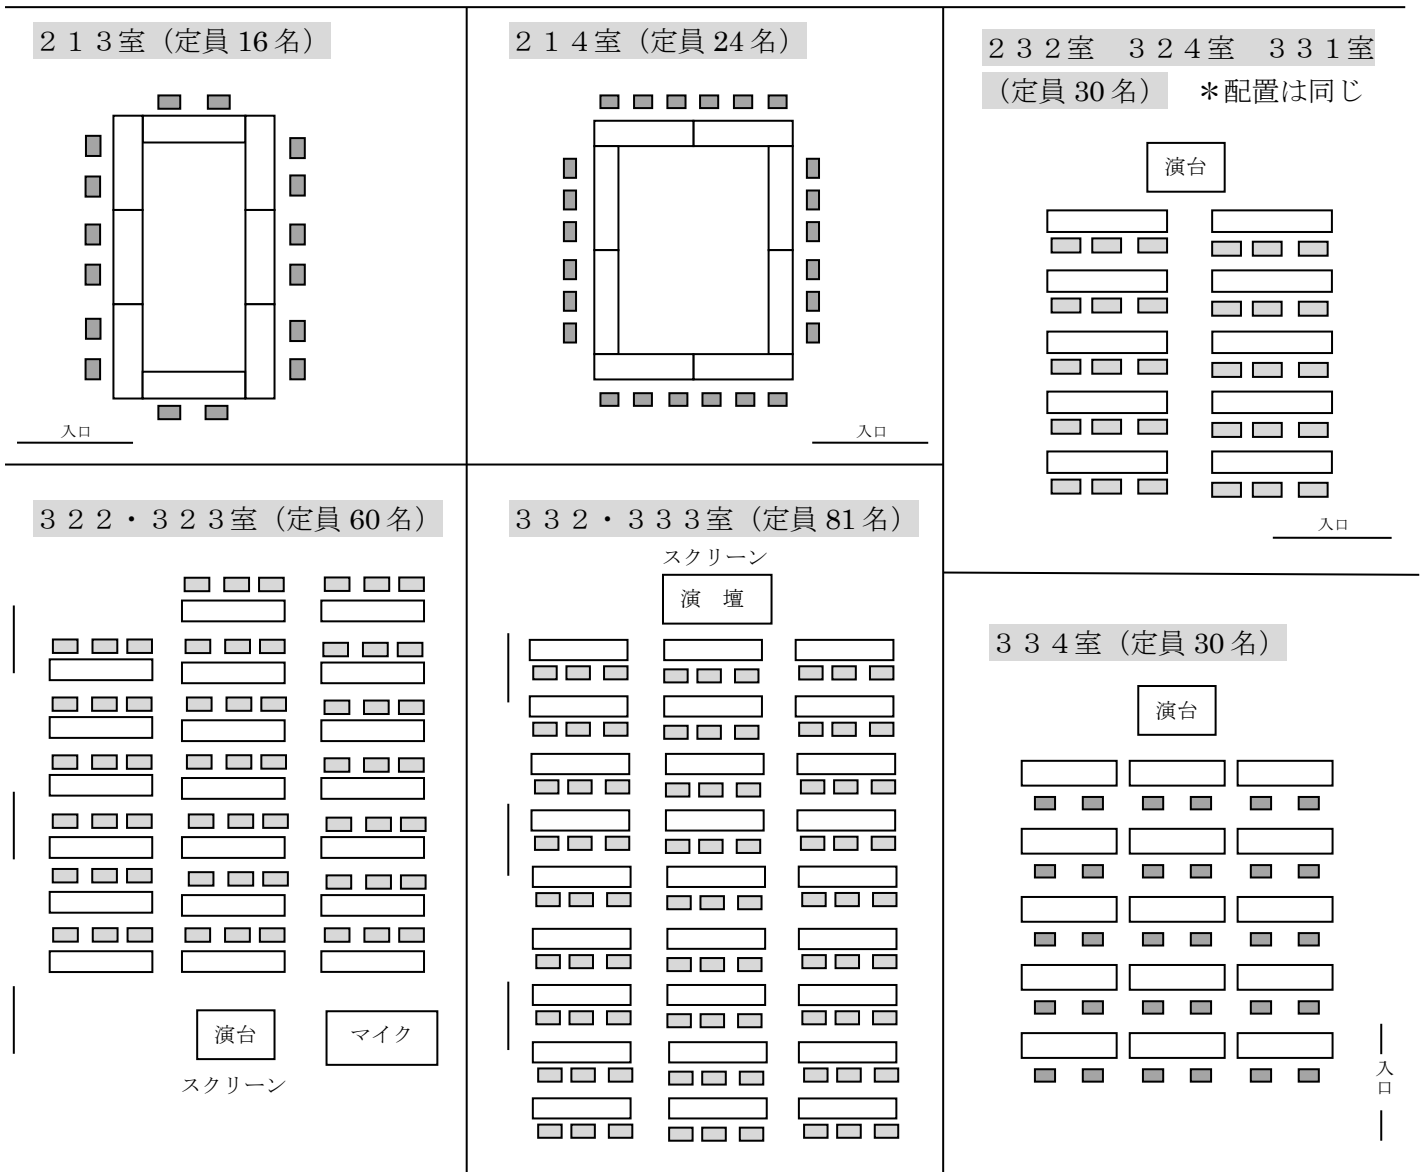 ２１３室（定員 16 名）
入口
２１４室（定員 24 名）
入口
２３２室　３２４室　３３１室
（定員 30 名）　＊配置は同じ
演台
入口
３２２・３２３室（定員 60 名）
演台
マイク
スクリーン
３３２・３３３室（定員 81 名）
スクリーン
演　壇
３３４室（定員 30 名）
演台
入口